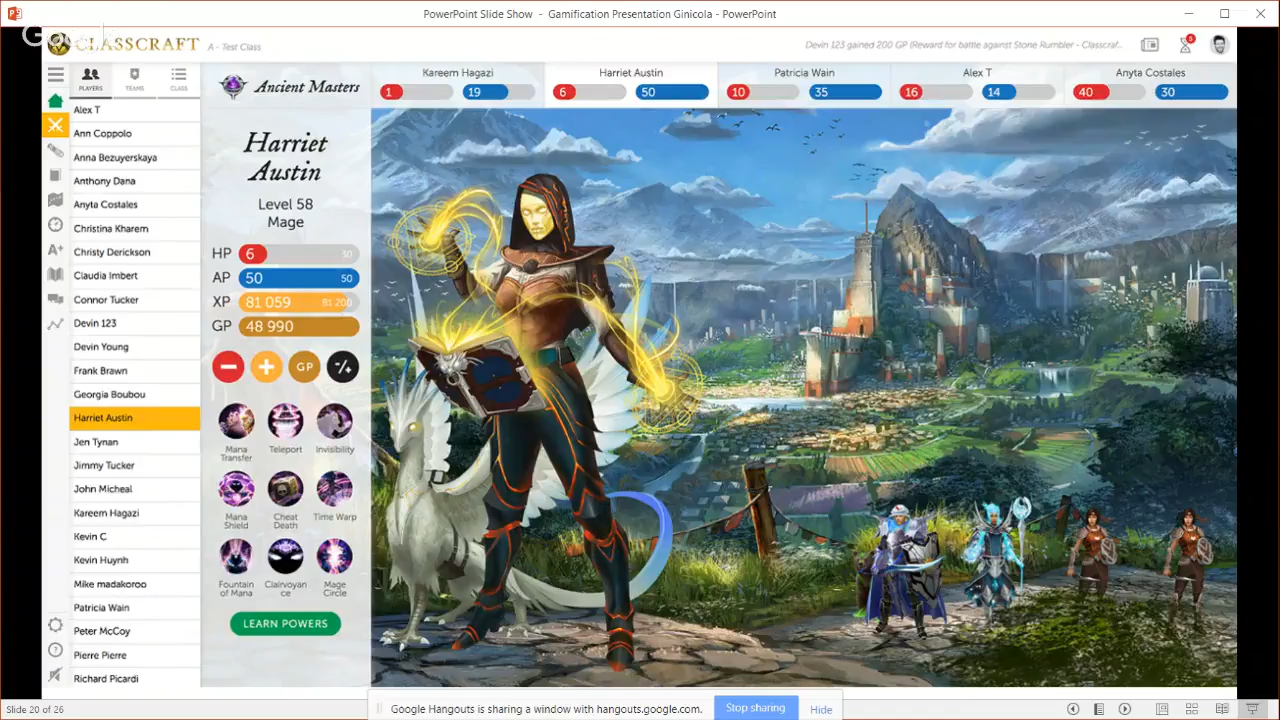 PowerPoint Slide Show - Gamification Presentation Ginicola - PowerPoint
CLASSCRAFT
A - Test Class
Devin 123 gained 200 GP (Reward for battle against Stone Rumbler - Classcraf...
6
PLAYERS
TEAMS
CLASS
Alex T
Ann Coppolo
Anna Bezuyerskaya
Anthony Dana
Anyta Costales
Christina Kharem
Christy Derickson
Claudia Imbert
Connor Tucker
Devin 123
Devin Young
Frank Brawn
Georgia Boubou
Harriet Austin
Jen Tynan
Jimmy Tucker
John Micheal
Kareem Hagazi
Kevin C
Kevin Huynh
Mike madakoroo
Patricia Wain
Peter McCoy
Pierre Pierre
Richard Picardi
Ancient Masters
Kareem Hagazi
1 19
Harriet Austin
6 50
Patricia Wain
10 35
Alex T
16 14
Anyta Costales
40 30
Harriet
Austin
Level 58
Mage
HP 6 30
AP 50 50
XP 81 059 81 200
GP 48 990
GP
Mana
Transfer
Teleport
Invisibility
Mana
Shield
Cheat
Death
Time Warp
Fountain
of Mana
Clairvoyan
ce
Mage
Circle
LEARN POWERS
Slide 20 of 26
Google Hangouts is sharing a window with hangouts.google.com.
Stop sharing
Hide